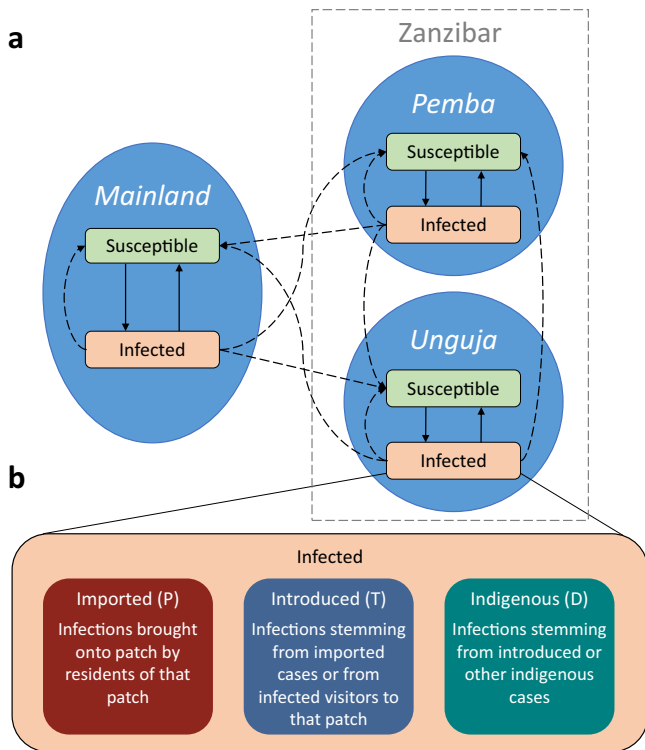 a
Zanzibar
Pemba
Susceptible
Infected
Mainland
Susceptible
Infected
Unguja
Susceptible
Infected
b
Infected
Imported (P)
Infections brought
onto patch by
residents of that
patch
Introduced (T)
Infections stemming
from imported
cases or from
infected visitors to
that patch
Indigenous (D)
Infections stemming
from introduced or
other indigenous
cases